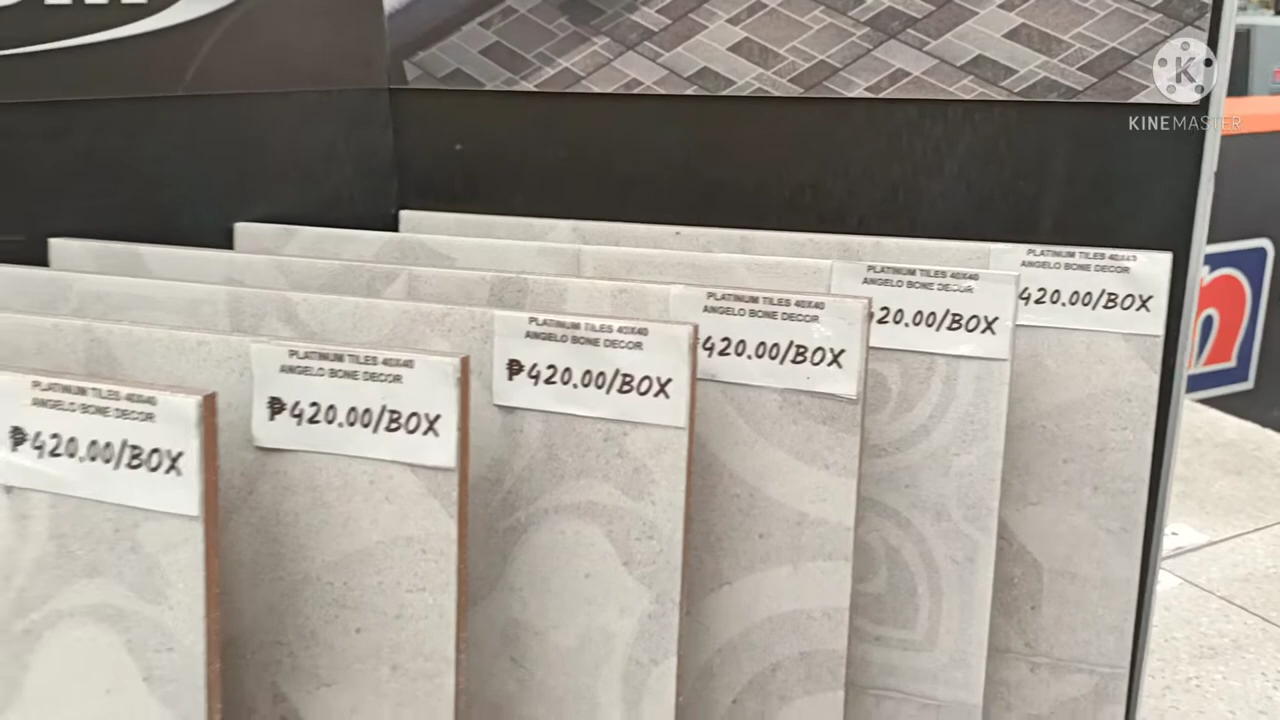 KINEMASTER
PLATINUM TILES 40X40
ANGELO BONE DECOR
₱420.00/BOX
PLATINUM TILES 40X40
ANGELO BONE DECOR
₱420.00/BOX
PLATINUM TILES 40X40
ANGELO BONE DECOR
₱420.00/BOX
PLATINUM TILES 40X40
ANGELO BONE DECOR
420.00/BOX
PLATINUM TILES 40X40
ANGELO BONE DECOR
20.00/BOX
PLATINUM TILES 40X40
ANGELO BONE DECOR
420.00/BOX